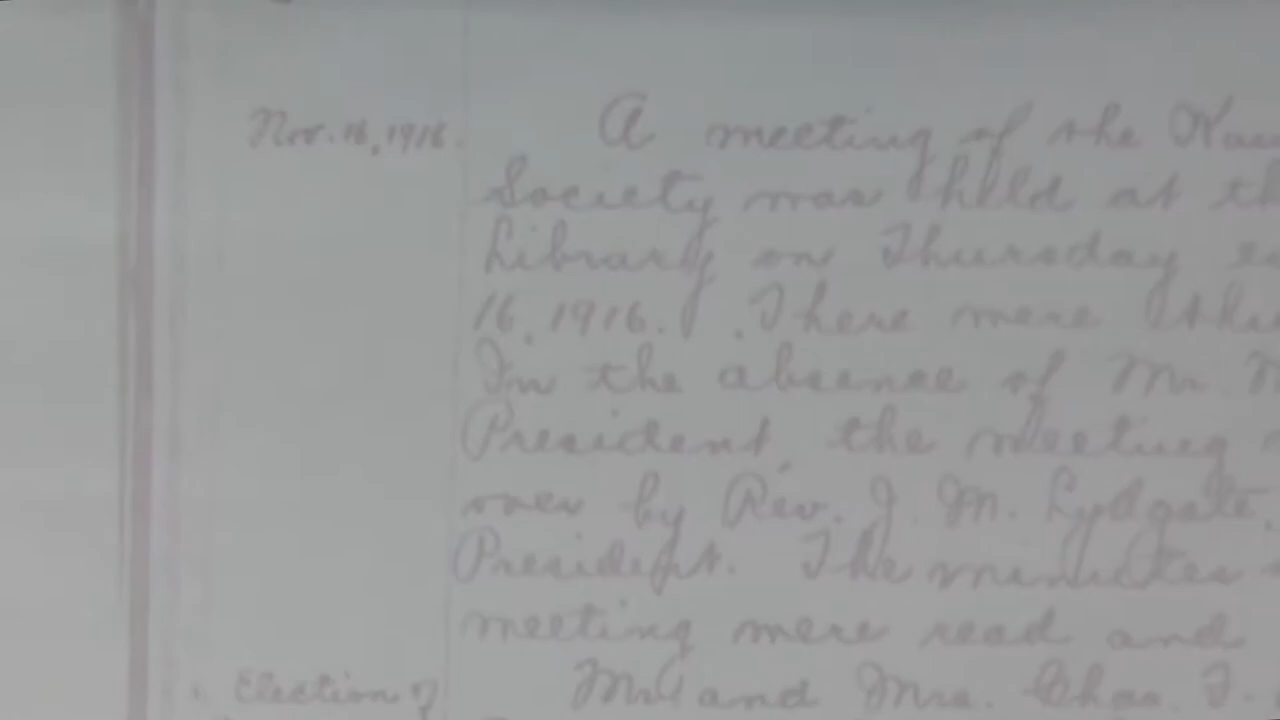 Nov. 16, 1916.
A meeting of the
Society was held at
Library on Thursday
16, 1916. There were
In the absence of Mr.
President, the meeting
over by Rev. J. M. Lydgate,
President. The minutes
meeting were read and
Election of
Mr. and Mrs. Chas. F.